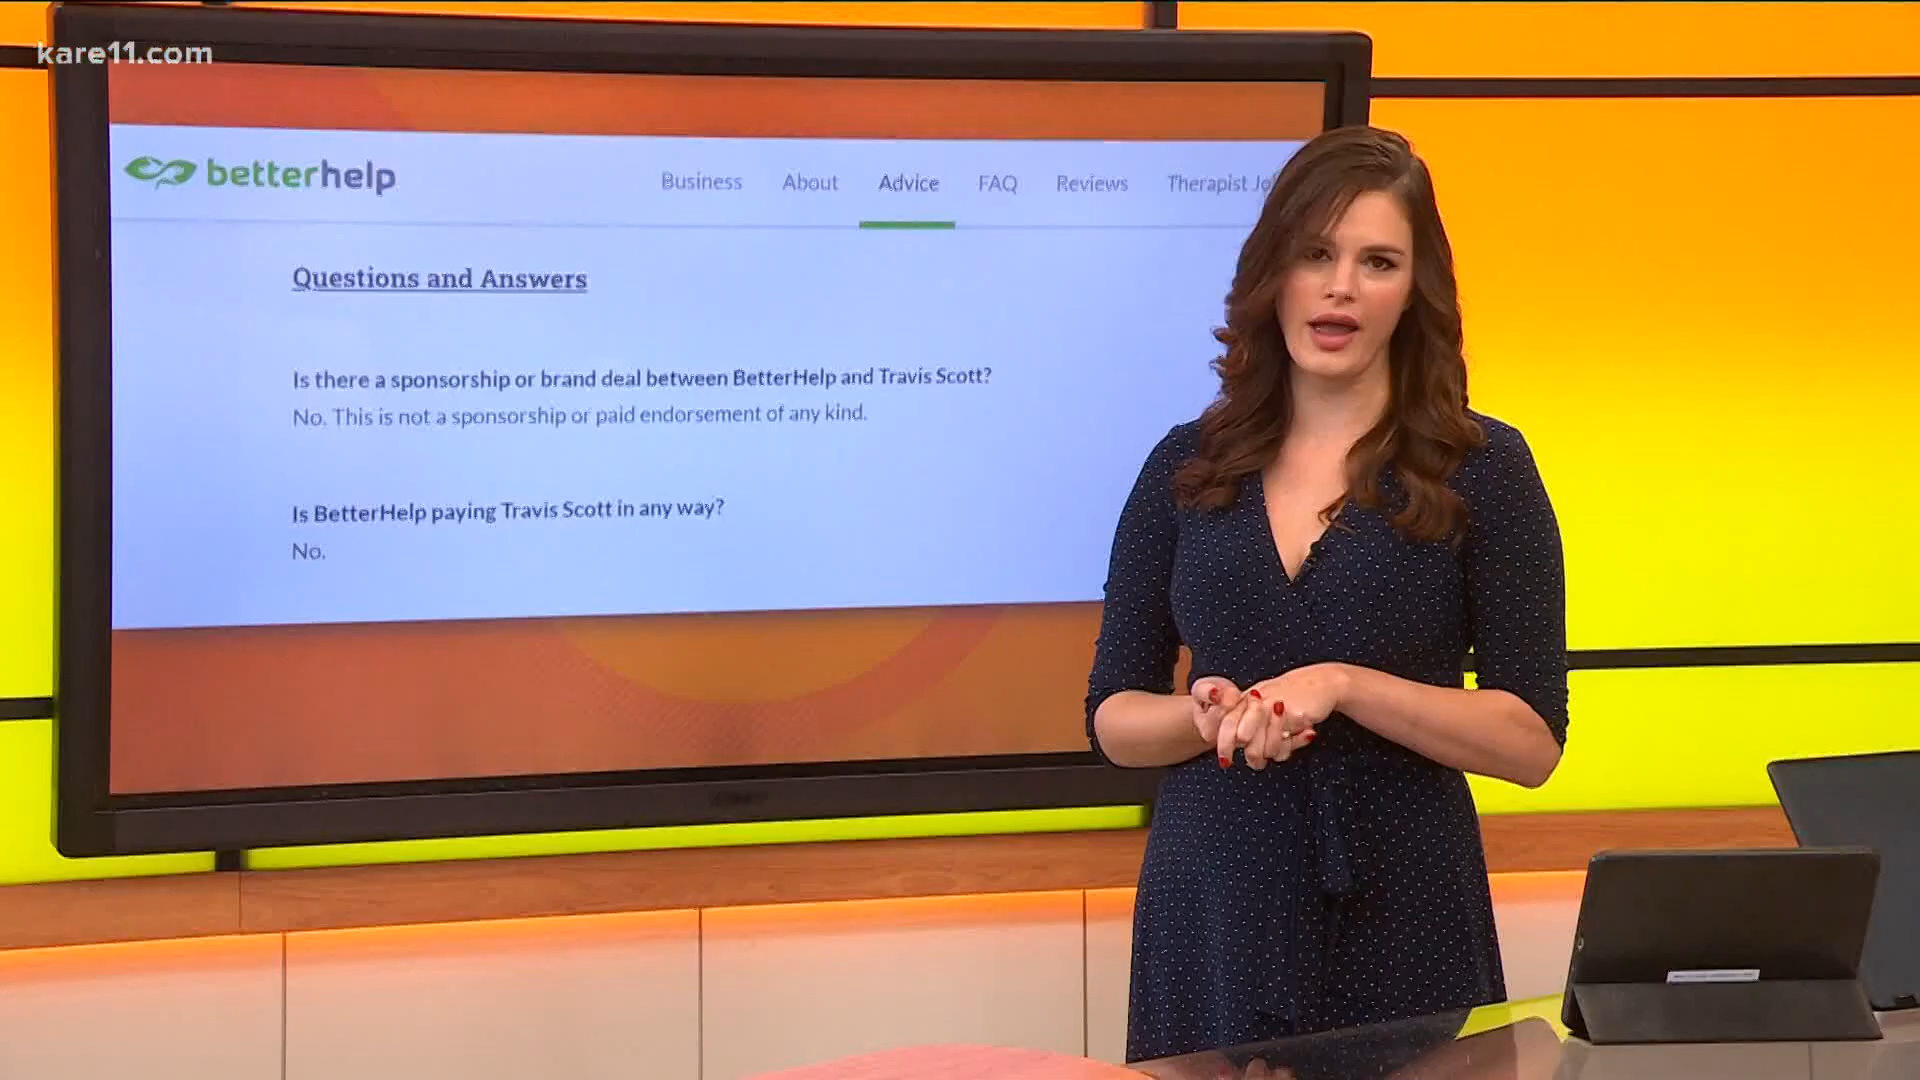 kare11.com
betterhelp
Business About Advice FAQ Reviews Therapist
Questions and Answers
Is there a sponsorship or brand deal between BetterHelp and Travis Scott?
No. This is not a sponsorship or paid endorsement of any kind.
Is BetterHelp paying Travis Scott in any way?
No.